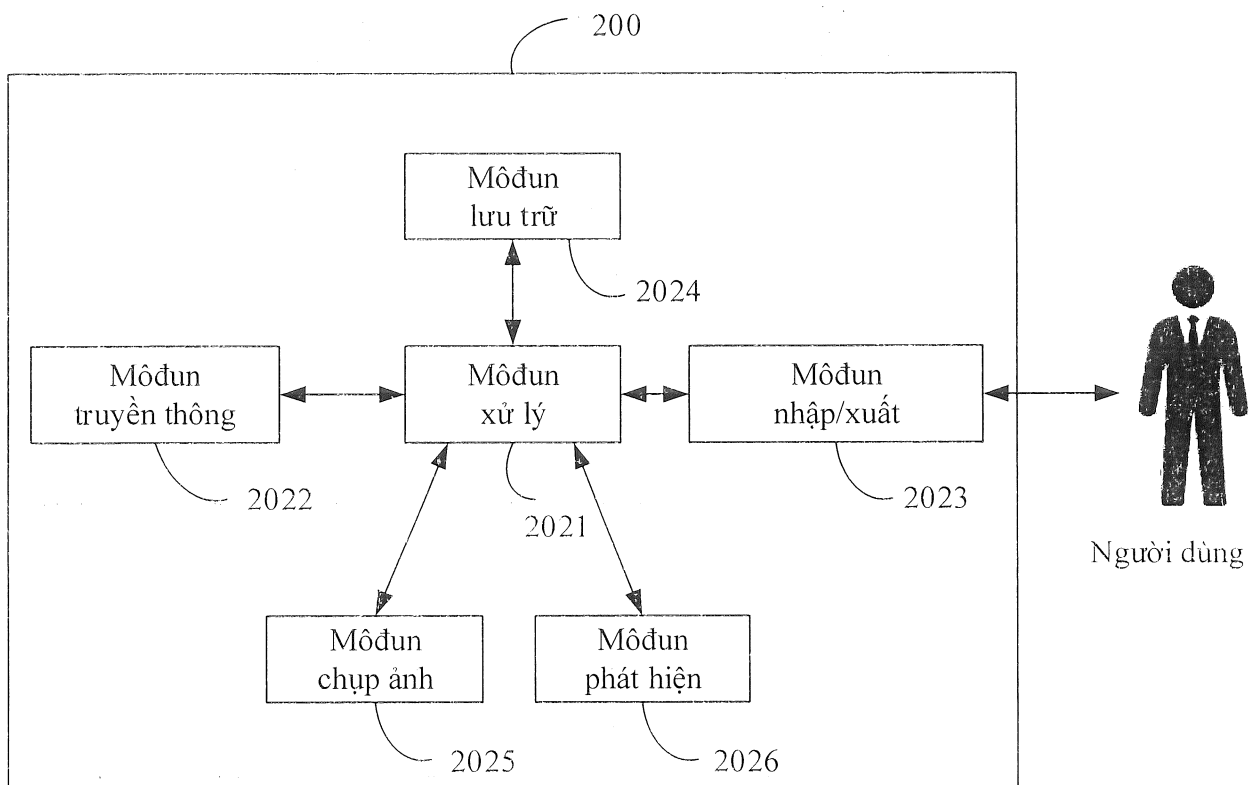 200
Môđun
lưu trữ
2024
Môđun
truyền thông
2022
Môđun
xử lý
2021
Môđun
nhập/xuất
2023
Người dùng
Môđun
chụp ảnh
2025
Môđun
phát hiện
2026